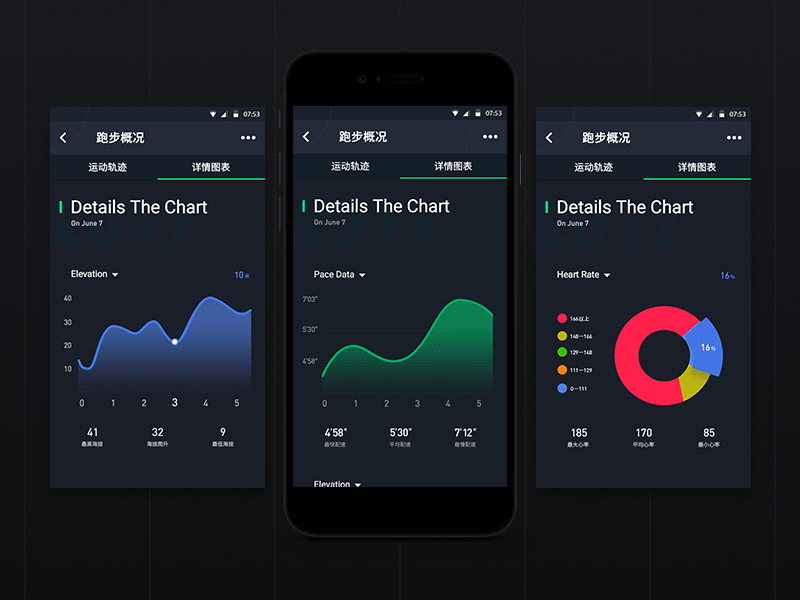 07:53
跑步概况
运动轨迹 详情图表
Details The Chart
On June 7
2017
Elevation 10米
40
30
20
10
0 1 2 3 4 5
41 32 9
最高海拔 海拔爬升 最低海拔
07:53
跑步概况
运动轨迹 详情图表
Details The Chart
On June 7
Pace Data
7'03"
5'30"
4'58"
0 1 2 3 4 5
4'58" 5'30" 7'12"
最快配速 平均配速 最慢配速
Elevation
07:53
跑步概况
运动轨迹 详情图表
Details The Chart
On June 7
2017
Heart Rate 16%
166以上
148—166
129—148
111—129
0—111
16%
185 170 85
最大心率 平均心率 最小心率